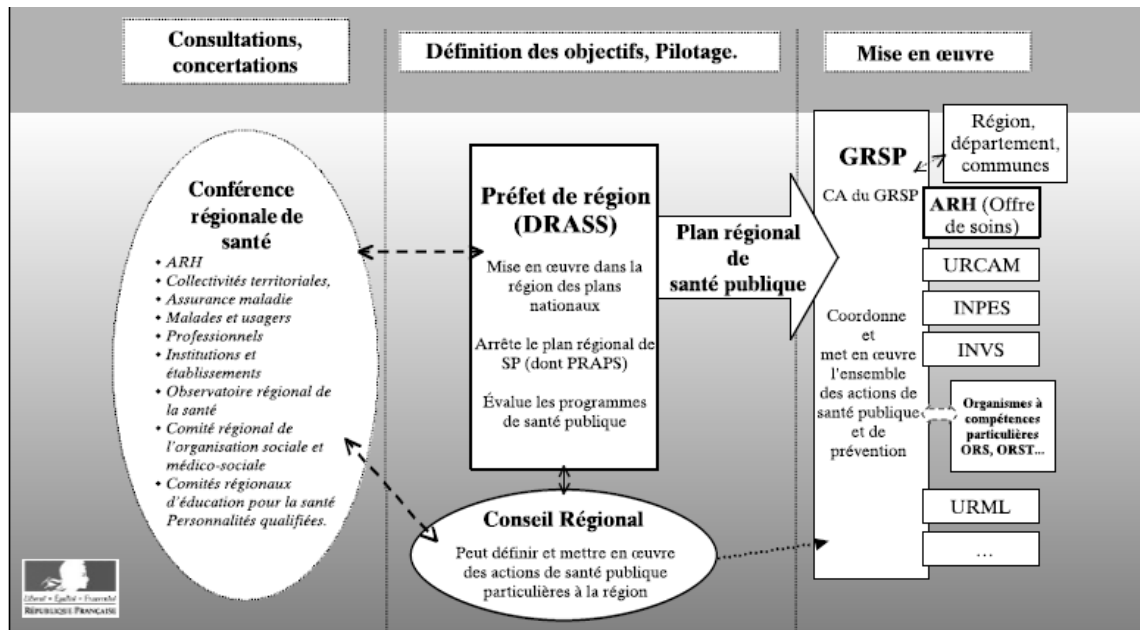 Consultations,
concertations
Définition des objectifs, Pilotage.
Mise en œuvre
Conférence
régionale de
santé
• ARH
• Collectivités territoriales,
• Assurance maladie
• Malades et usagers
• Professionnels
• Institutions et
établissements
• Observatoire régional de
la santé
• Comité régional de
l'organisation sociale et
médico-sociale
• Comités régionaux
d'éducation pour la santé
Personnalités qualifiées.
Préfet de région
(DRASS)
Mise en œuvre dans la
région des plans
nationaux
Arrête le plan régional de
SP (dont PRAPS)
Évalue les programmes
de santé publique
Conseil Régional
Peut définir et mettre en œuvre
des actions de santé publique
particulières à la région
Plan régional
de
santé publique
GRSP
CA du GRSP
Coordonne
et
met en œuvre
l'ensemble
des actions de
santé publique
et de
prévention
Région,
département,
communes
ARH (Offre
de soins)
URCAM
INPES
INVS
Organismes à
compétences
particulières
ORS, ORST...
URML
...
Liberté • Égalité • Fraternité
RÉPUBLIQUE FRANÇAISE